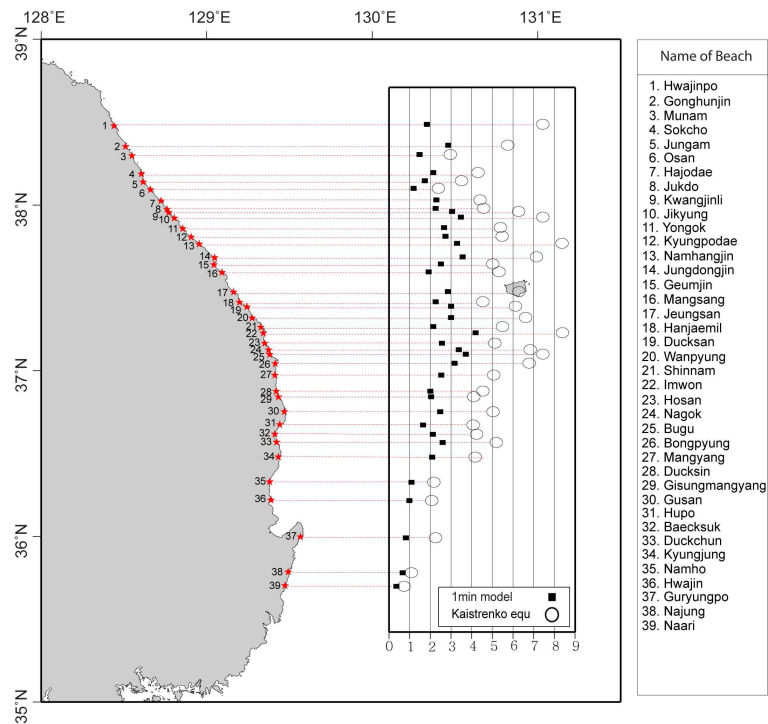 128°E 129°E 130°E 131°E
39°N
38°N
37°N
36°N
35°N
1
2
3
4
5
6
7
8
9
10
11
12
13
14
15
16
17
18
19
20
21
22
23
24
25
26
27
28
29
30
31
32
33
34
35
36
37
38
39
1min model
Kaistrenko equ
0 1 2 3 4 5 6 7 8 9
Name of Beach
1. Hwajinpo
2. Gonghunjin
3. Munam
4. Sokcho
5. Jungam
6. Osan
7. Hajodae
8. Jukdo
9. Kwangjinli
10. Jikyung
11. Yongok
12. Kyungpodae
13. Namhangjin
14. Jungdongjin
15. Geumjin
16. Mangsang
17. Jeungsan
18. Hanjaemil
19. Ducksan
20. Wanpyung
21. Shinnam
22. Imwon
23. Hosan
24. Nagok
25. Bugu
26. Bongpyung
27. Mangyang
28. Ducksin
29. Gisungmangyang
30. Gusan
31. Hupo
32. Baecksuk
33. Duckchun
34. Kyungjung
35. Namho
36. Hwajin
37. Guryungpo
38. Najung
39. Naari